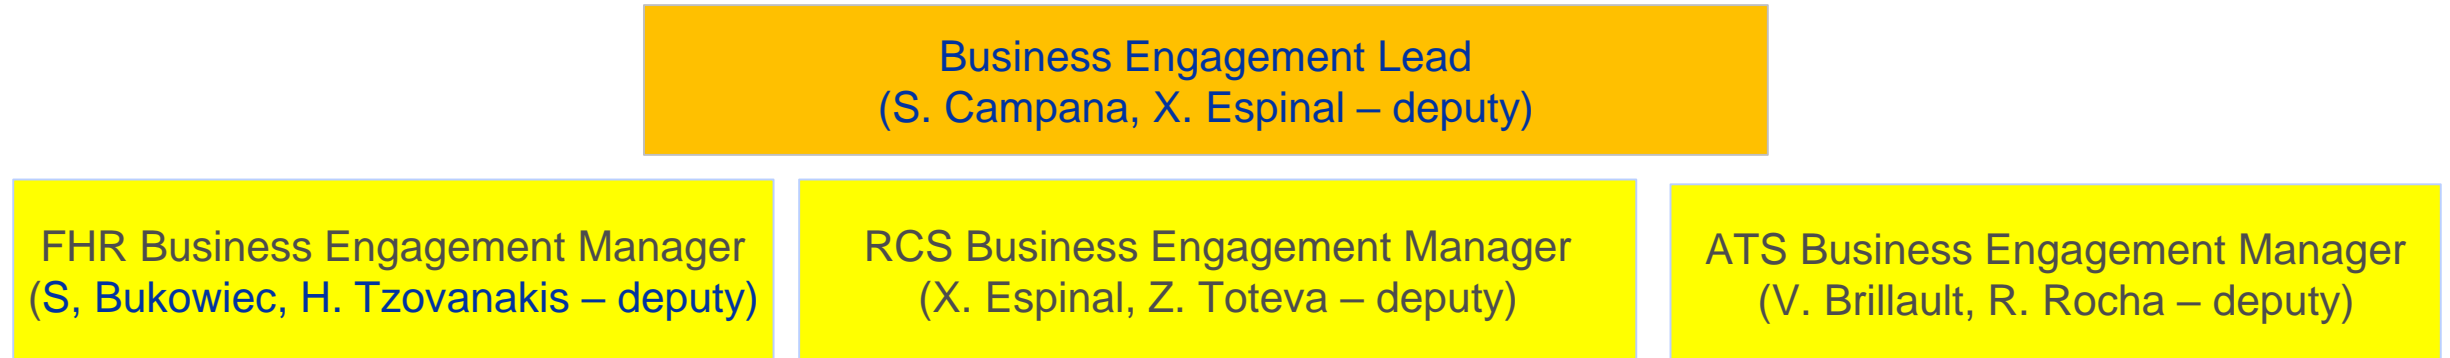 Business Engagement Lead
(S. Campana, X. Espinal – deputy)
FHR Business Engagement Manager
(S, Bukowiec, H. Tzovanakis – deputy)
RCS Business Engagement Manager
(X. Espinal, Z. Toteva – deputy)
ATS Business Engagement Manager
(V. Brillault, R. Rocha – deputy)